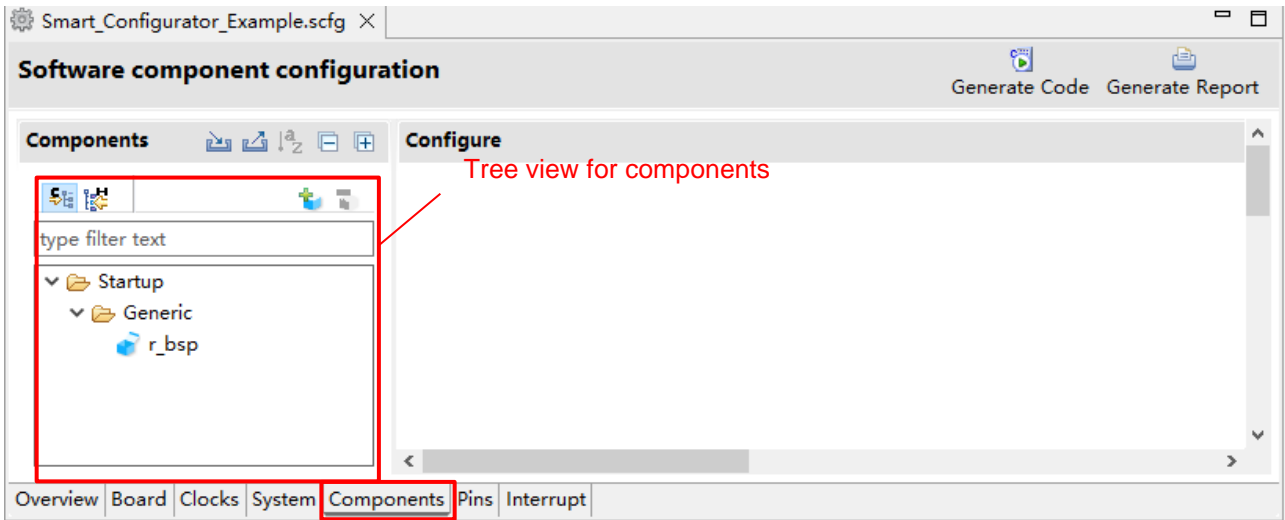 Smart_Configurator_Example.scfg
Software component configuration
Generate Code Generate Report
Components
Configure
Tree view for components
type filter text
Startup
Generic
r_bsp
Overview Board Clocks System Components Pins Interrupt